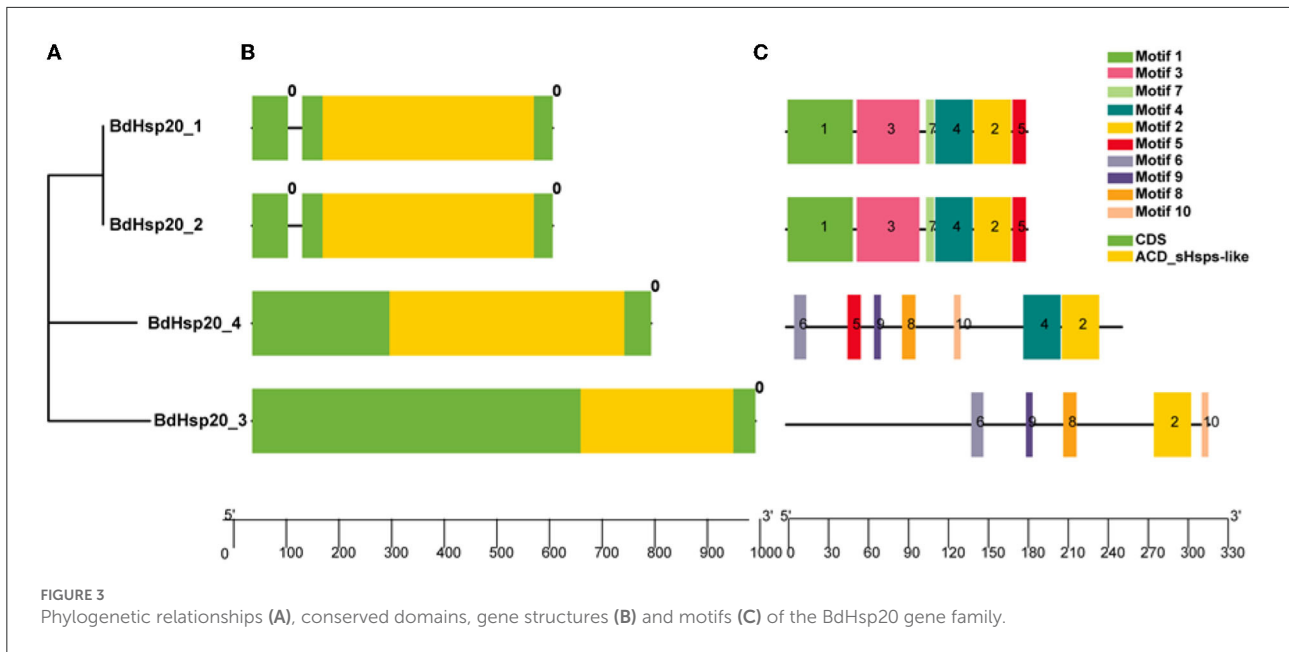 A
B
C
BdHsp20_1
BdHsp20_2
BdHsp20_4
BdHsp20_3
0
0
0
0
0
0
1
3
7
4
2
5
1
3
7
4
2
5
6
5
9
8
10
4
2
6
9
8
2
10
Motif 1
Motif 3
Motif 7
Motif 4
Motif 2
Motif 5
Motif 6
Motif 9
Motif 8
Motif 10
CDS
ACD_sHsps-like
5'
3'
0 100 200 300 400 500 600 700 800 900 1000
5'
3'
0 30 60 90 120 150 180 210 240 270 300 330
FIGURE 3
Phylogenetic relationships (A), conserved domains, gene structures (B) and motifs (C) of the BdHsp20 gene family.